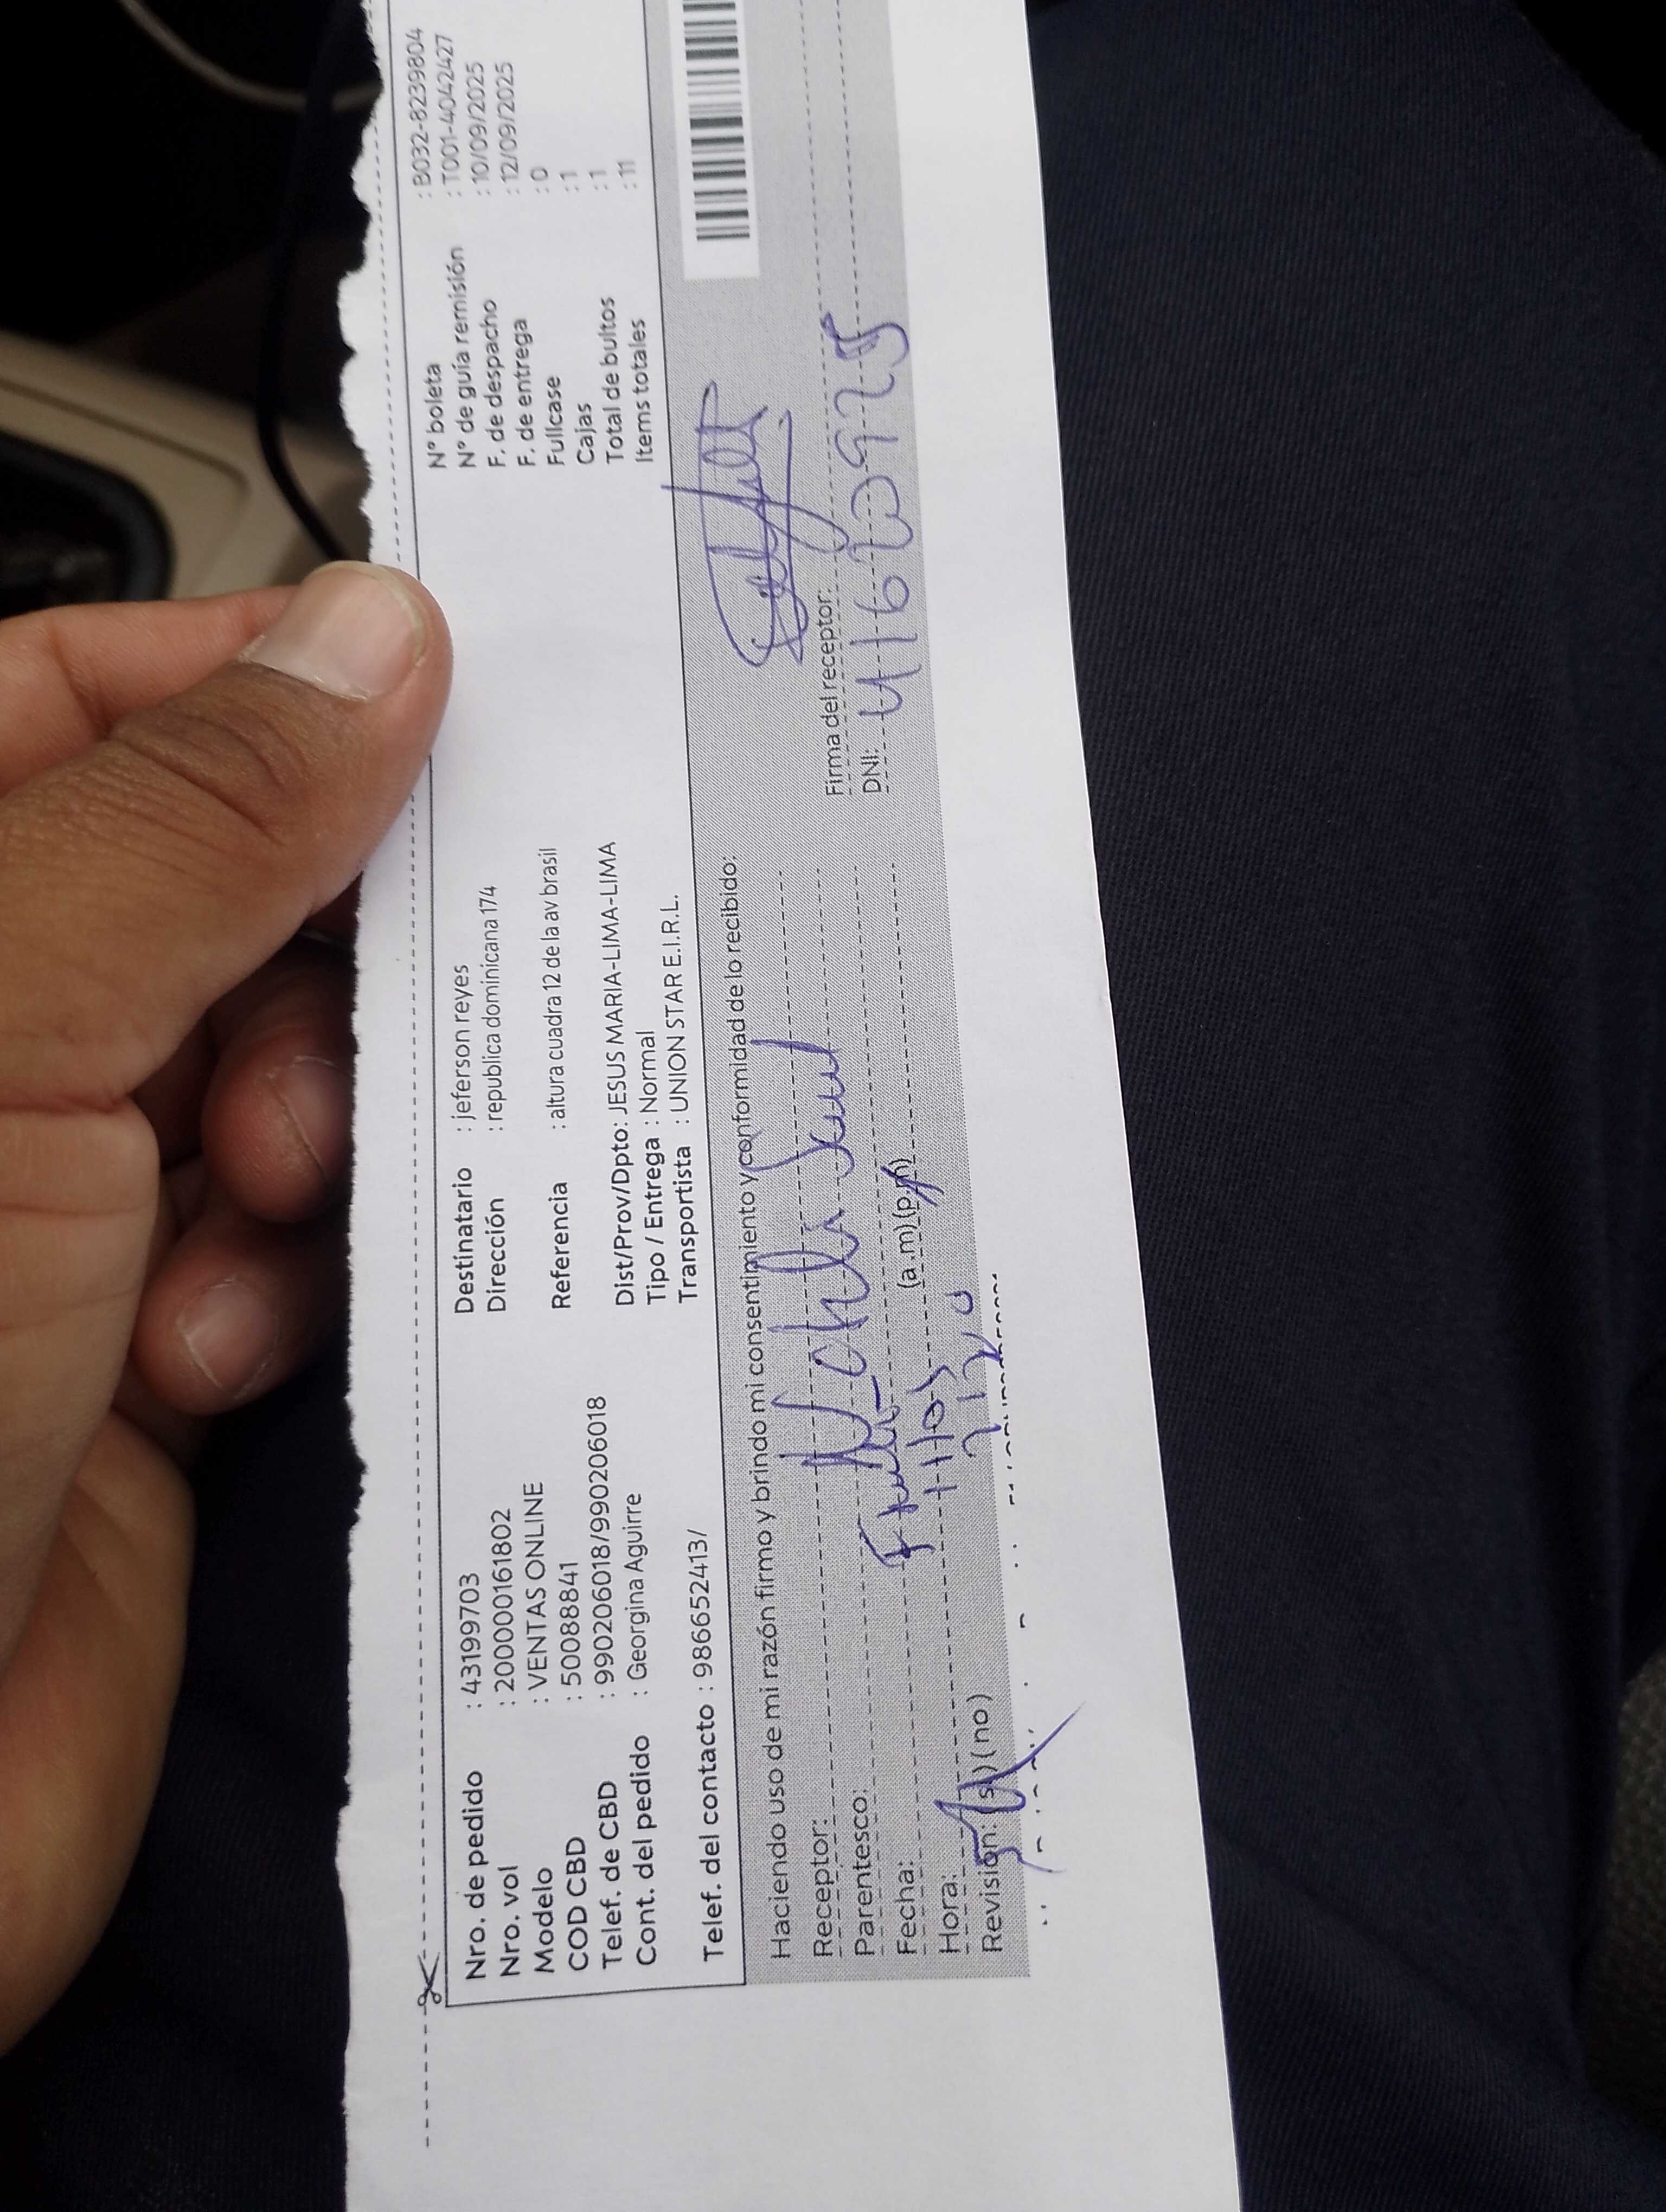 Nro. de pedido : 43199703
Nro. vol : 200000161802
Modelo : VENTAS ONLINE
COD CBD : 50088841
Telef. de CBD : 990206018/990206018
Cont. del pedido : Georgina Aguirre
Telef. del contacto : 986652413/
Destinatario : jeferson reyes
Dirección : republica dominicana 174
Referencia : altura cuadra 12 de la av brasil
Dist/Prov/Dpto: JESUS MARIA-LIMA-LIMA
Tipo / Entrega : Normal
Transportista : UNION STAR E.I.R.L.
N° boleta : B032-8239804
N° de guía remisión : T001-4042427
F. de despacho : 10/09/2025
F. de entrega : 12/09/2025
Fullcase : 0
Cajas : 1
Total de bultos : 1
Items totales : 11
Haciendo uso de mi razón firmo y brindo mi consentimiento y conformidad de lo recibido:
Receptor:
Parentesco:
Fecha:
Hora: (a.m) (p.m)
Revisión: (si) (no)
Firma del receptor:
DNI: